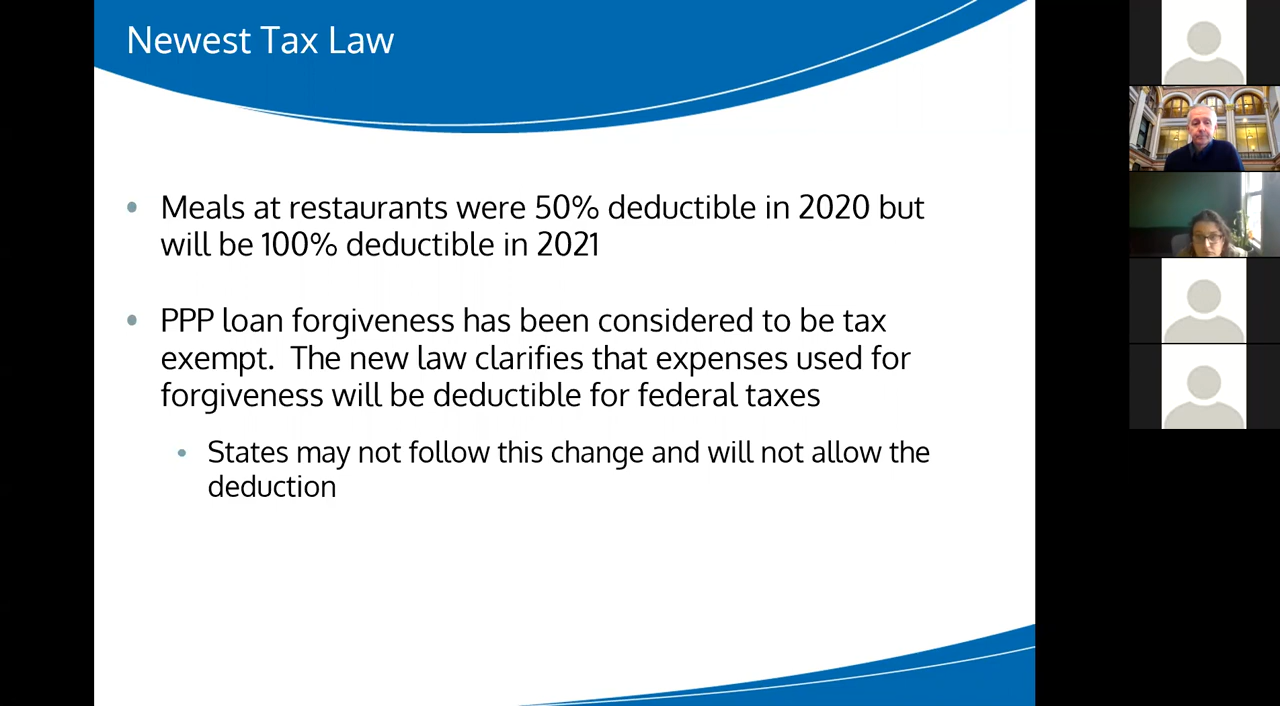 Newest Tax Law
• Meals at restaurants were 50% deductible in 2020 but
will be 100% deductible in 2021
• PPP loan forgiveness has been considered to be tax
exempt.  The new law clarifies that expenses used for
forgiveness will be deductible for federal taxes
• States may not follow this change and will not allow the
deduction